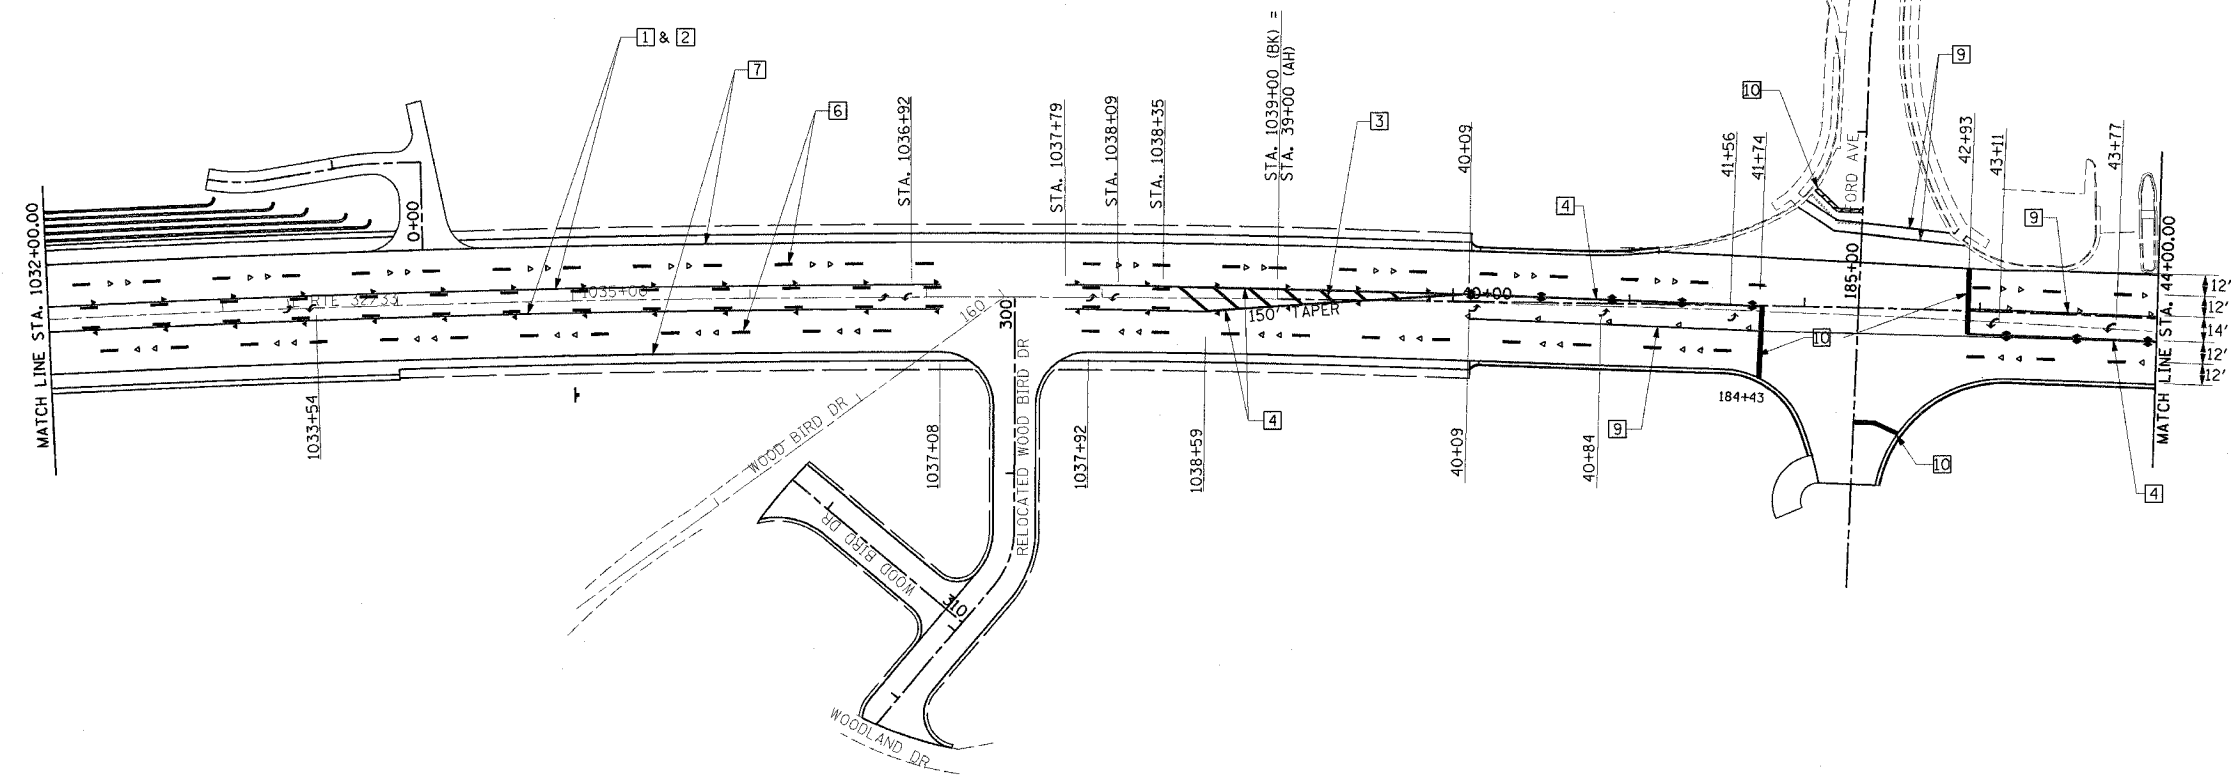 1 & 2
7
6
STA. 1036+92
STA. 1037+79
STA. 1038+09
STA. 1038+35
STA. 1039+00 (BK) =
STA. 39+00 (AH)
3
40+09
4
41+56
41+74
10
ORD AVE
9
42+93
43+11
43+77
9
MATCH LINE STA. 1032+00.00
0+00
RTE 32-33
1035+00
160
300
150' TAPER
40+00
185+00
10
12'
12'
14'
12'
12'
MATCH LINE STA. 44+00.00
1033+54
WOOD BIRD DR
1037+08
RELOCATED WOOD BIRD DR
1037+92
1038+59
4
40+09
40+84
9
184+43
10
4
WOOD BIRD DR
310
WOODLAND DR